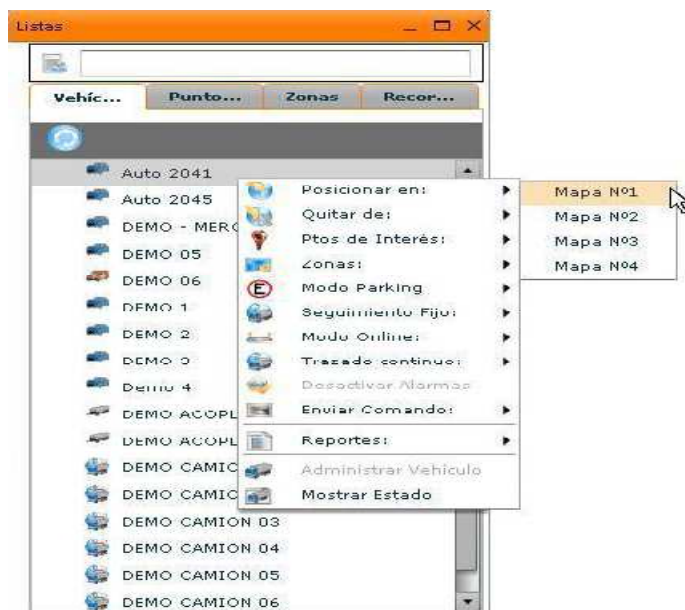 Listas
Vehíc... Punto... Zonas Recor...
Auto 2041
Auto 2045
DEMO - MERC
DEMO 05
DEMO 06
DEMO 1
DEMO 2
DEMO 3
Demo 4
DEMO ACOPL
DEMO ACOPL
DEMO CAMIO
DEMO CAMIO
DEMO CAMION 03
DEMO CAMION 04
DEMO CAMION 05
DEMO CAMION 06
Posicionar en:
Quitar de:
Ptos de Interés:
Zonas:
E Modo Parking
Seguimiento Fijo:
Modo Online:
Trazado continuo:
Desactivar Alarmas
Enviar Comando:
Reportes:
Administrar Vehículo
Mostrar Estado
Mapa Nº1
Mapa Nº2
Mapa Nº3
Mapa Nº4